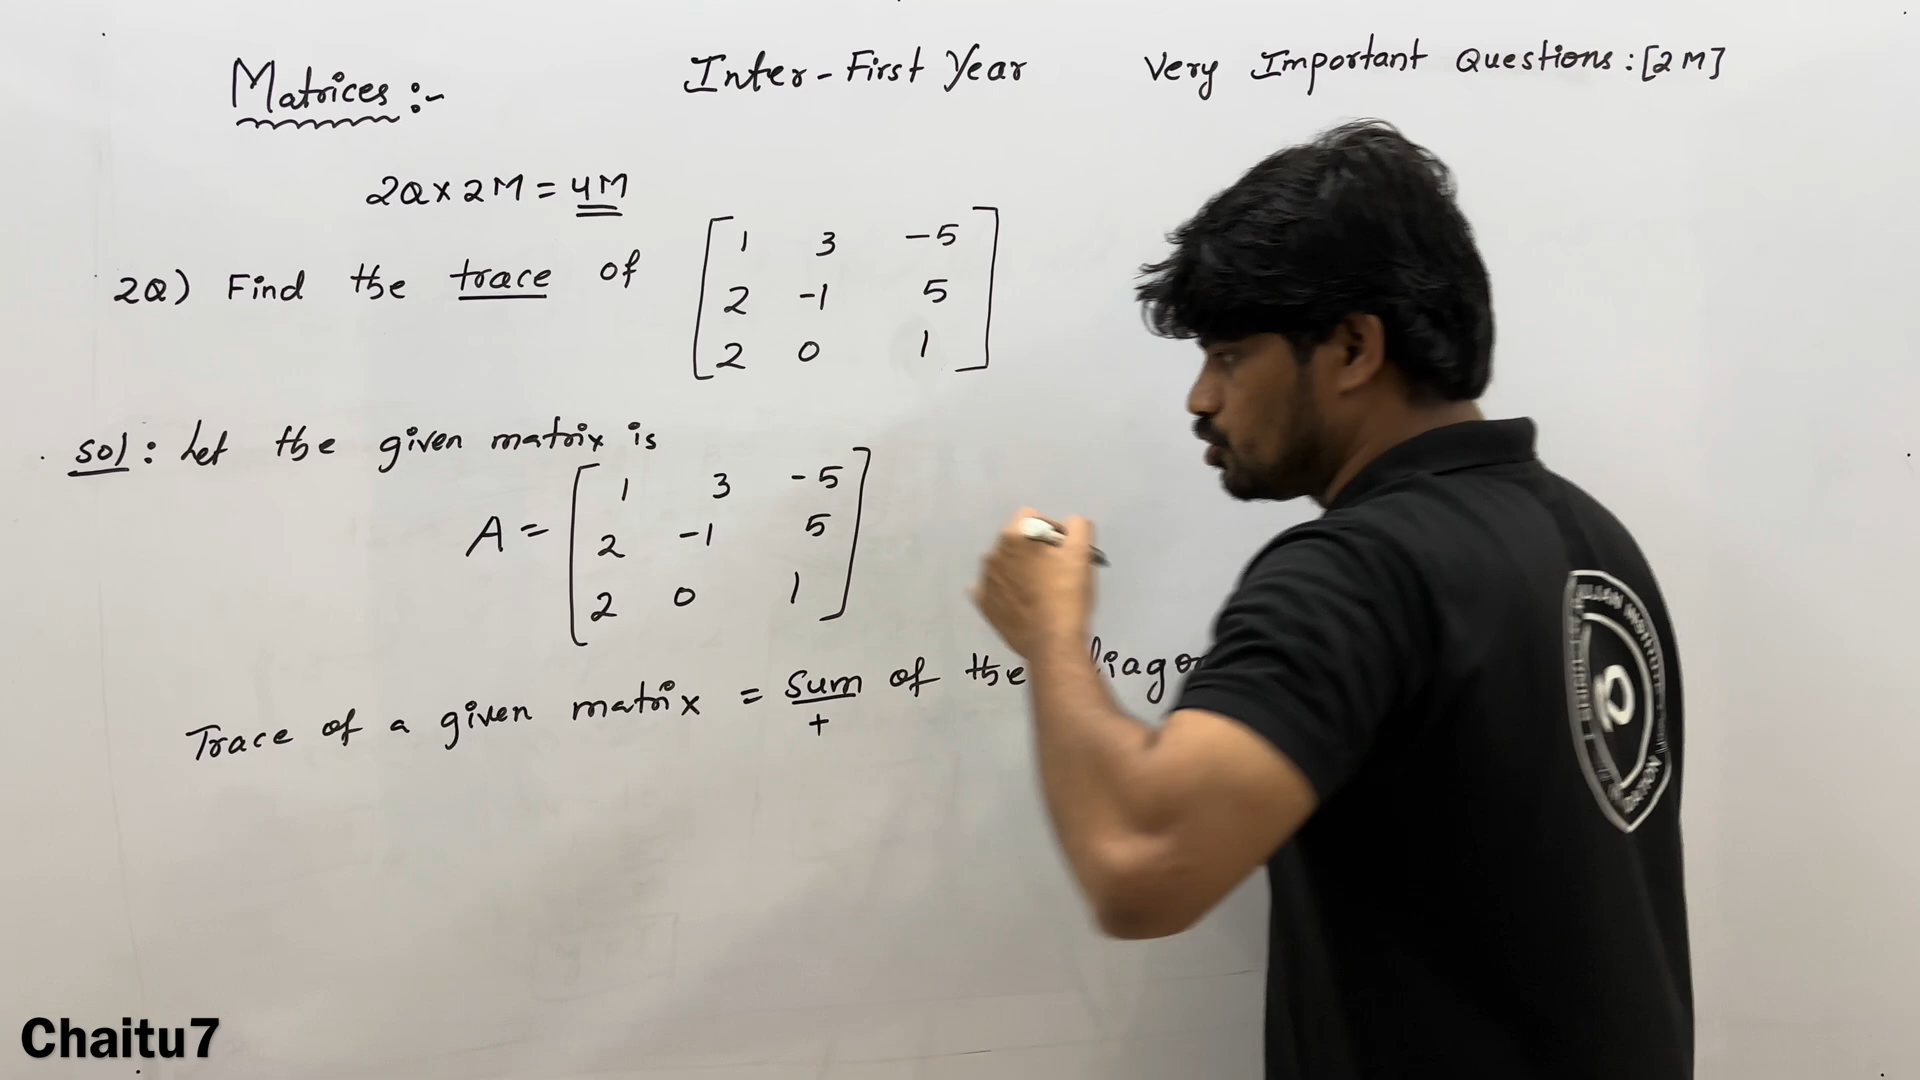 Matrices :- Inter - First Year Very Important Questions : [2M]
2Q x 2M = 4M
2Q) Find the trace of [1 3 -5
2 -1 5
2 0 1]
Sol : Let the given matrix is
A = [1 3 -5
2 -1 5
2 0 1]
Trace of a given matrix = Sum of the
+
Chaitu7